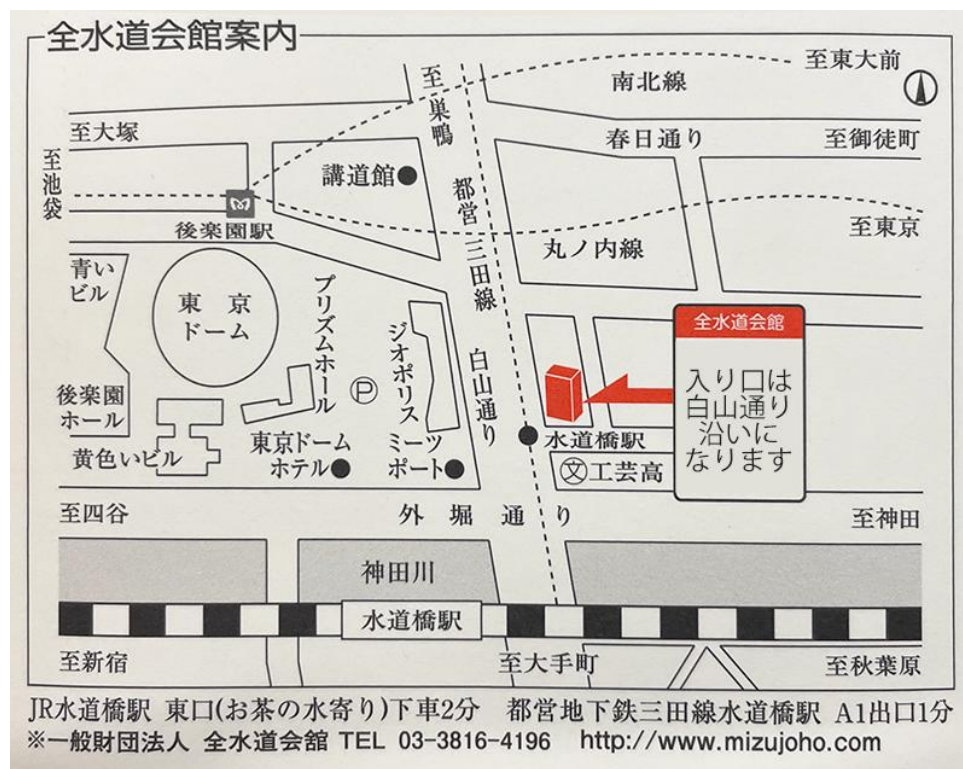 全水道会館案内
至東大前
南北線
至巣鴨
至大塚
春日通り
至御徒町
至池袋
講道館
都営三田線
後楽園駅
至東京
丸ノ内線
青い
ビル
東京
ドーム
プリズムホール
ジオポリス
白山通り
全水道会館
入り口は
白山通り
沿いに
なります
後楽園
ホール
P
黄色いビル
東京ドーム
ホテル
ミーツ
ポート
水道橋駅
文 工芸高
至四谷
外堀通り
至神田
神田川
水道橋駅
至新宿
至大手町
至秋葉原
JR水道橋駅 東口(お茶の水寄り)下車2分 都営地下鉄三田線水道橋駅 A1出口1分
※一般財団法人 全水道会舘 TEL 03-3816-4196 http://www.mizujoho.com